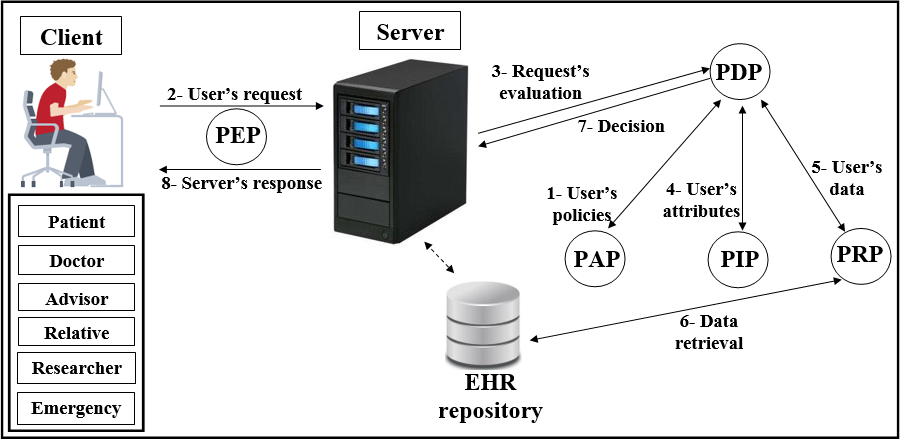 Client
Server
2- User's request
PEP
8- Server's response
3- Request's
evaluation
7- Decision
PDP
1- User's
policies
4- User's
attributes
5- User's
data
PAP
PIP
PRP
6- Data
retrieval
EHR
repository
Patient
Doctor
Advisor
Relative
Researcher
Emergency